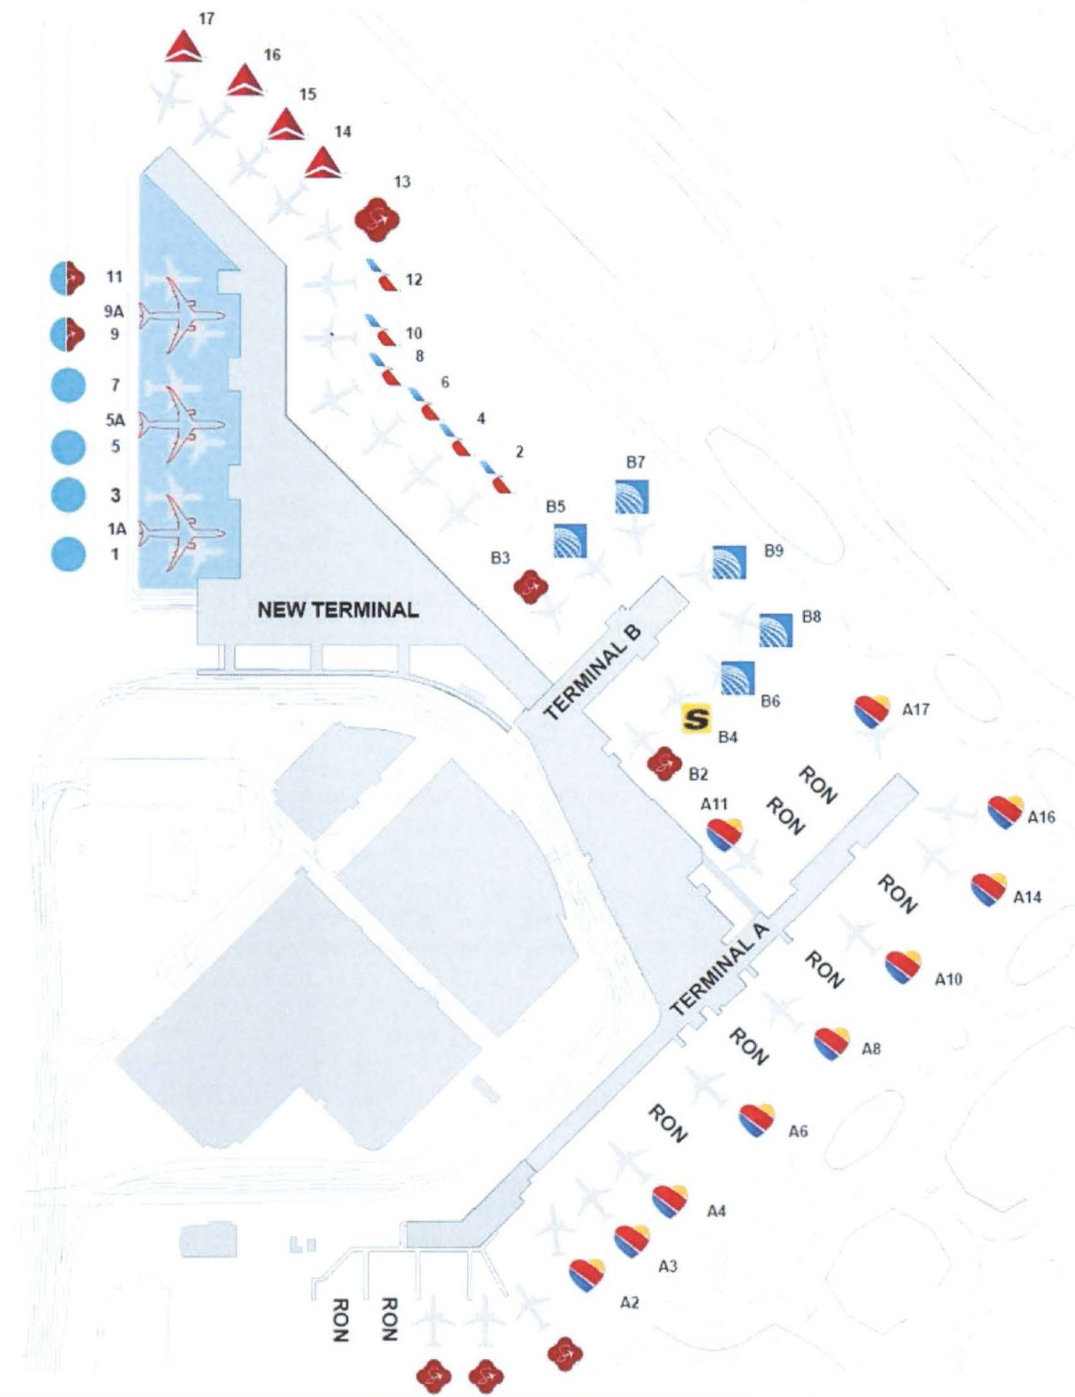 17
16
15
14
13
12
11
9A
9
10
8
7
6
5A
4
5
2
3
1A
1
B7
B5
B3
B9
B8
B6
S
B4
B2
A17
A11
A16
A14
A10
A8
A6
A4
A3
A2
NEW TERMINAL
TERMINAL B
TERMINAL A
RON
RON
RON
RON
RON
RON
RON
RON